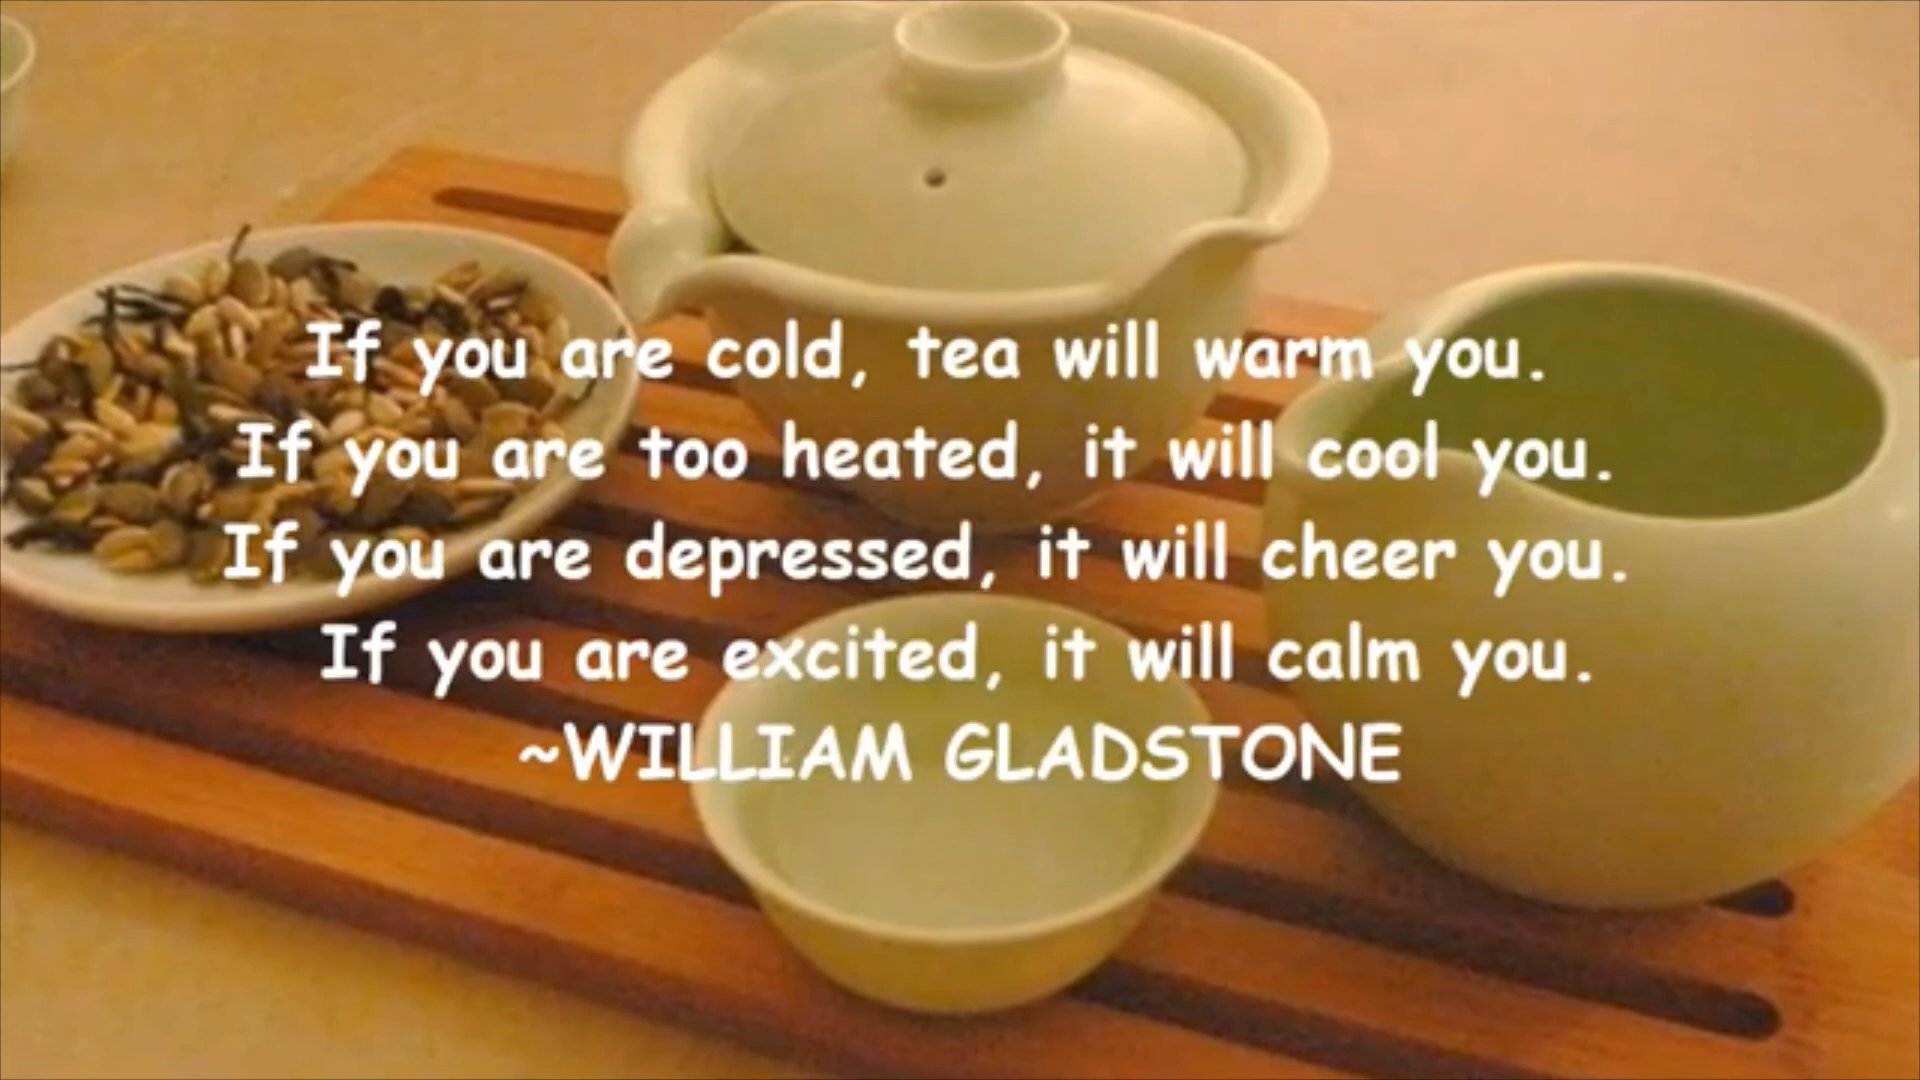 If you are cold, tea will warm you.
If you are too heated, it will cool you.
If you are depressed, it will cheer you.
If you are excited, it will calm you.
~WILLIAM GLADSTONE